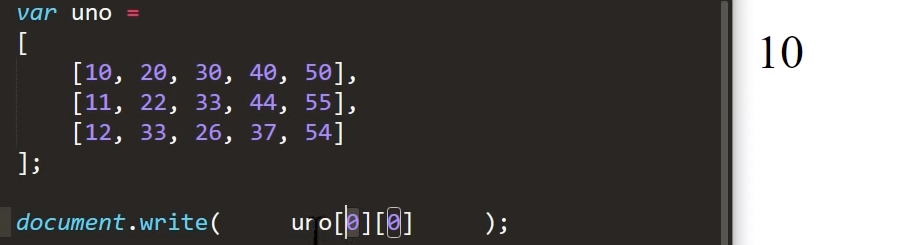 var uno =
[
[10, 20, 30, 40, 50],
[11, 22, 33, 44, 55],
[12, 33, 26, 37, 54]
];
document.write( uno[0][0] );
10